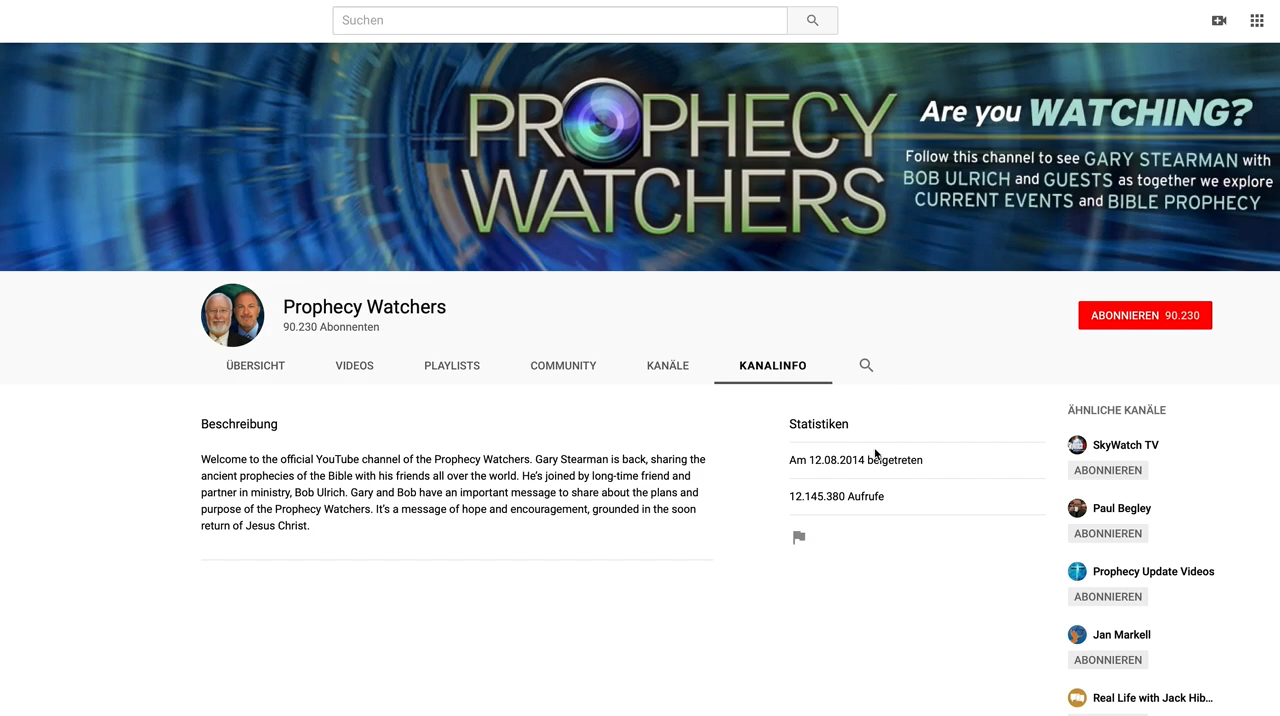 Suchen
PROPHECY
WATCHERS
Are you WATCHING?
Follow this channel to see GARY STEARMAN with
BOB ULRICH and GUESTS as together we explore
CURRENT EVENTS and BIBLE PROPHECY
Prophecy Watchers
90.230 Abonnenten
ABONNIEREN 90.230
ÜBERSICHT VIDEOS PLAYLISTS COMMUNITY KANÄLE KANALINFO
Beschreibung
Welcome to the official YouTube channel of the Prophecy Watchers. Gary Stearman is back, sharing the
ancient prophecies of the Bible with his friends all over the world. He's joined by long-time friend and
partner in ministry, Bob Ulrich. Gary and Bob have an important message to share about the plans and
purpose of the Prophecy Watchers. It's a message of hope and encouragement, grounded in the soon
return of Jesus Christ.
Statistiken
Am 12.08.2014 beigetreten
12.145.380 Aufrufe
ÄHNLICHE KANÄLE
SkyWatch TV
ABONNIEREN
Paul Begley
ABONNIEREN
Prophecy Update Videos
ABONNIEREN
Jan Markell
ABONNIEREN
Real Life with Jack Hib...